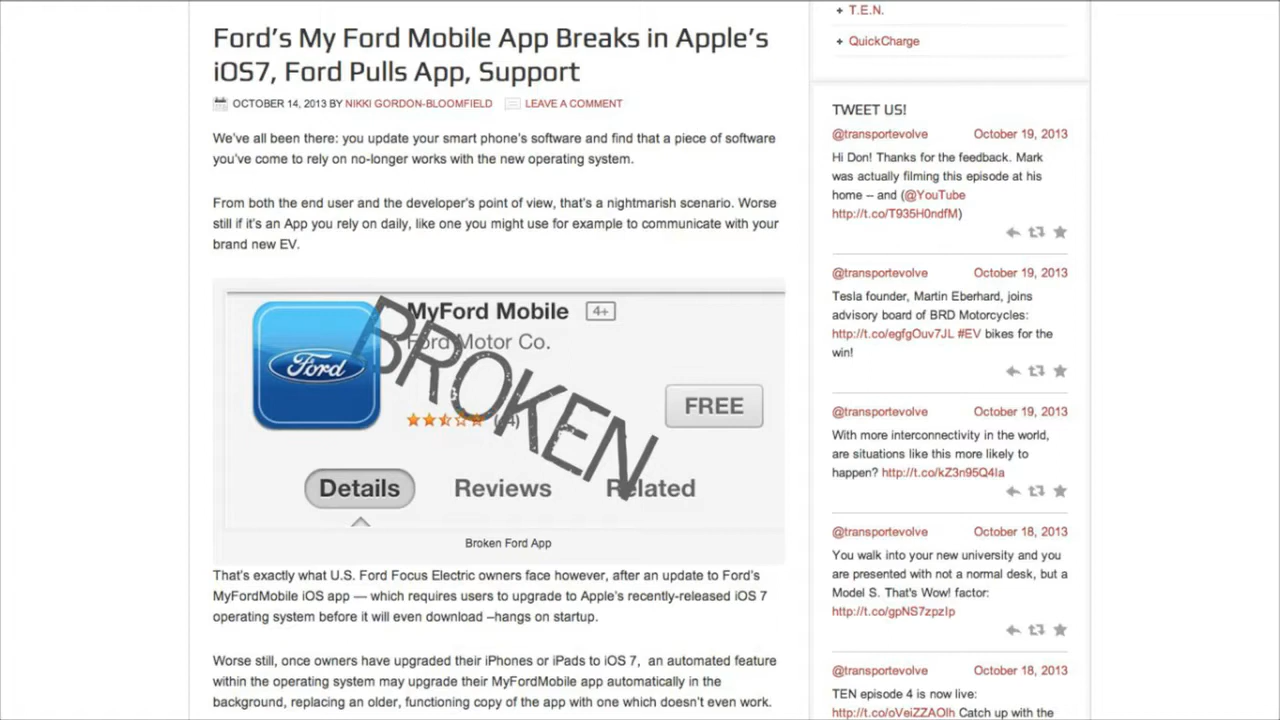 Ford's My Ford Mobile App Breaks in Apple's
iOS7, Ford Pulls App, Support
OCTOBER 14, 2013 BY NIKKI GORDON-BLOOMFIELD LEAVE A COMMENT
We've all been there: you update your smart phone's software and find that a piece of software
you've come to rely on no-longer works with the new operating system.
From both the end user and the developer's point of view, that's a nightmarish scenario. Worse
still if it's an App you rely on daily, like one you might use for example to communicate with your
brand new EV.
Ford
MyFord Mobile 4+
Ford Motor Co.
BROKEN
FREE
Details Reviews Related
Broken Ford App
That's exactly what U.S. Ford Focus Electric owners face however, after an update to Ford's
MyFordMobile iOS app — which requires users to upgrade to Apple's recently-released iOS 7
operating system before it will even download –hangs on startup.
Worse still, once owners have upgraded their iPhones or iPads to iOS 7, an automated feature
within the operating system may upgrade their MyFordMobile app automatically in the
background, replacing an older, functioning copy of the app with one which doesn't even work.
+ T.E.N.
+ QuickCharge
TWEET US!
@transportevolve October 19, 2013
Hi Don! Thanks for the feedback. Mark
was actually filming this episode at his
home – and (@YouTube
http://t.co/T935H0ndfM)
@transportevolve October 19, 2013
Tesla founder, Martin Eberhard, joins
advisory board of BRD Motorcycles:
http://t.co/egfgOuv7JL #EV bikes for the
win!
@transportevolve October 19, 2013
With more interconnectivity in the world,
are situations like this more likely to
happen? http://t.co/kZ3n95Q4Ia
@transportevolve October 18, 2013
You walk into your new university and you
are presented with not a normal desk, but a
Model S. That's Wow! factor:
http://t.co/gpNS7zpzIp
@transportevolve October 18, 2013
TEN episode 4 is now live:
http://t.co/oVeiZZAOlh Catch up with the